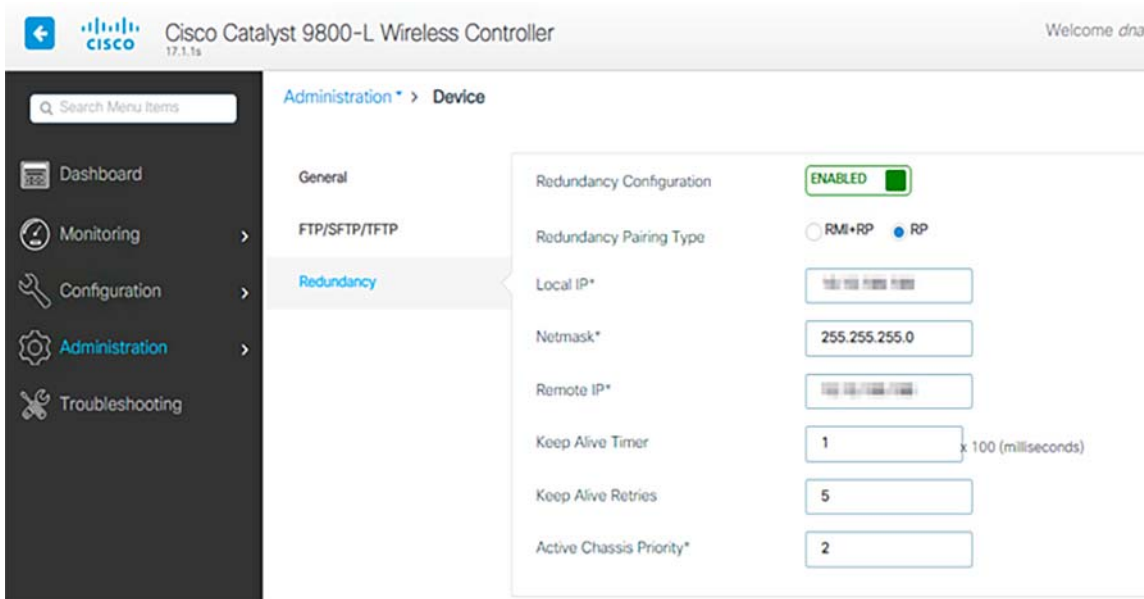 CISCO
Cisco Catalyst 9800-L Wireless Controller
17.1.1s
Welcome dna
Search Menu Items
Dashboard
Monitoring
Configuration
Administration
Troubleshooting
Administration * > Device
General
FTP/SFTP/TFTP
Redundancy
Redundancy Configuration ENABLED
Redundancy Pairing Type RMI+RP RP
Local IP*
Netmask* 255.255.255.0
Remote IP*
Keep Alive Timer 1 x 100 (milliseconds)
Keep Alive Retries 5
Active Chassis Priority* 2